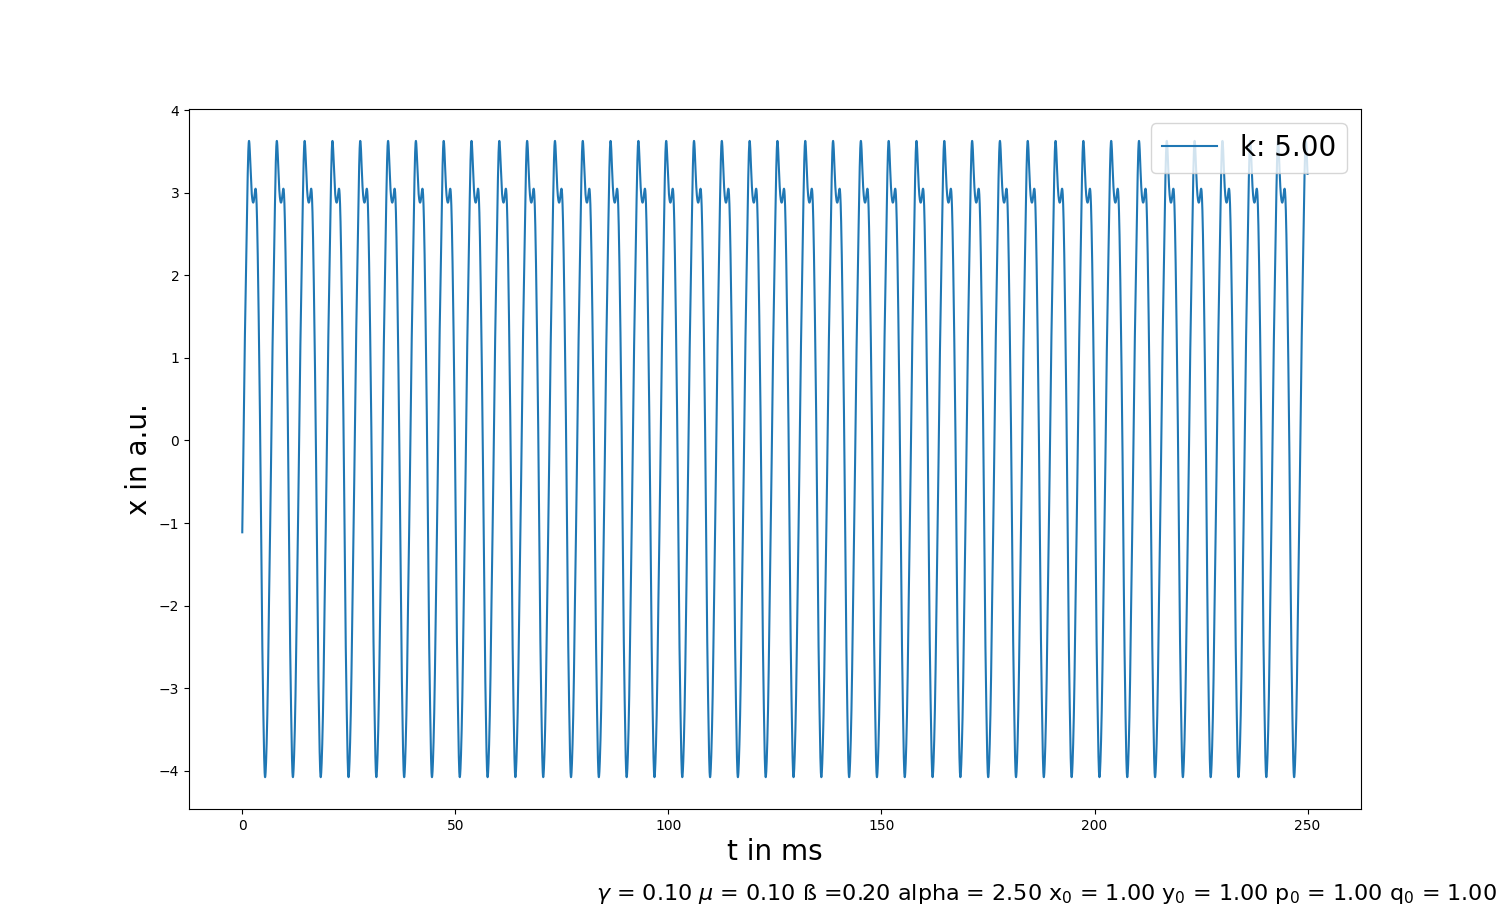 4
3
2
1
0
−1
−2
−3
−4
x in a.u.
k: 5.00
0 50 100 150 200 250
t in ms
γ = 0.10 μ = 0.10 ß =0.20 alpha = 2.50 x₀ = 1.00 y₀ = 1.00 p₀ = 1.00 q₀ = 1.00